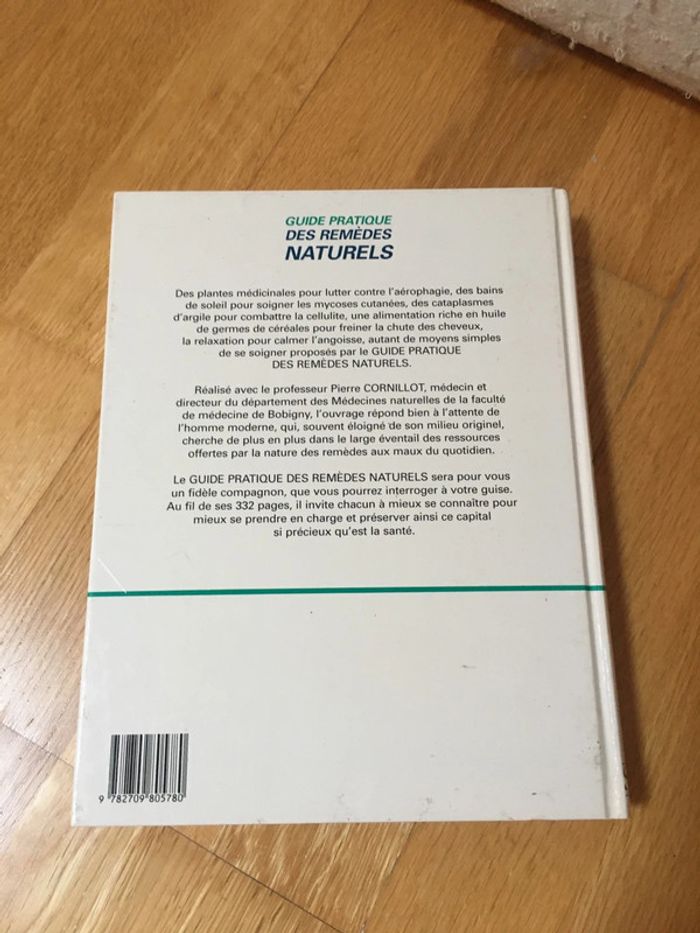 GUIDE PRATIQUE
DES REMÈDES
NATURELS
Des plantes médicinales pour lutter contre l'aérophagie, des bains
de soleil pour soigner les mycoses cutanées, des cataplasmes
d'argile pour combattre la cellulite, une alimentation riche en huile
de germes de céréales pour freiner la chute des cheveux,
la relaxation pour calmer l'angoisse, autant de moyens simples
de se soigner proposés par le GUIDE PRATIQUE
DES REMÈDES NATURELS.
Réalisé avec le professeur Pierre CORNILLOT, médecin et
directeur du département des Médecines naturelles de la faculté
de médecine de Bobigny, l'ouvrage répond bien à l'attente de
l'homme moderne, qui, souvent éloigné de son milieu originel,
cherche de plus en plus dans le large éventail des ressources
offertes par la nature des remèdes aux maux du quotidien.
Le GUIDE PRATIQUE DES REMÈDES NATURELS sera pour vous
un fidèle compagnon, que vous pourrez interroger à votre guise.
Au fil de ses 332 pages, il invite chacun à mieux se connaître pour
mieux se prendre en charge et préserver ainsi ce capital
si précieux qu'est la santé.
9 782709 805780